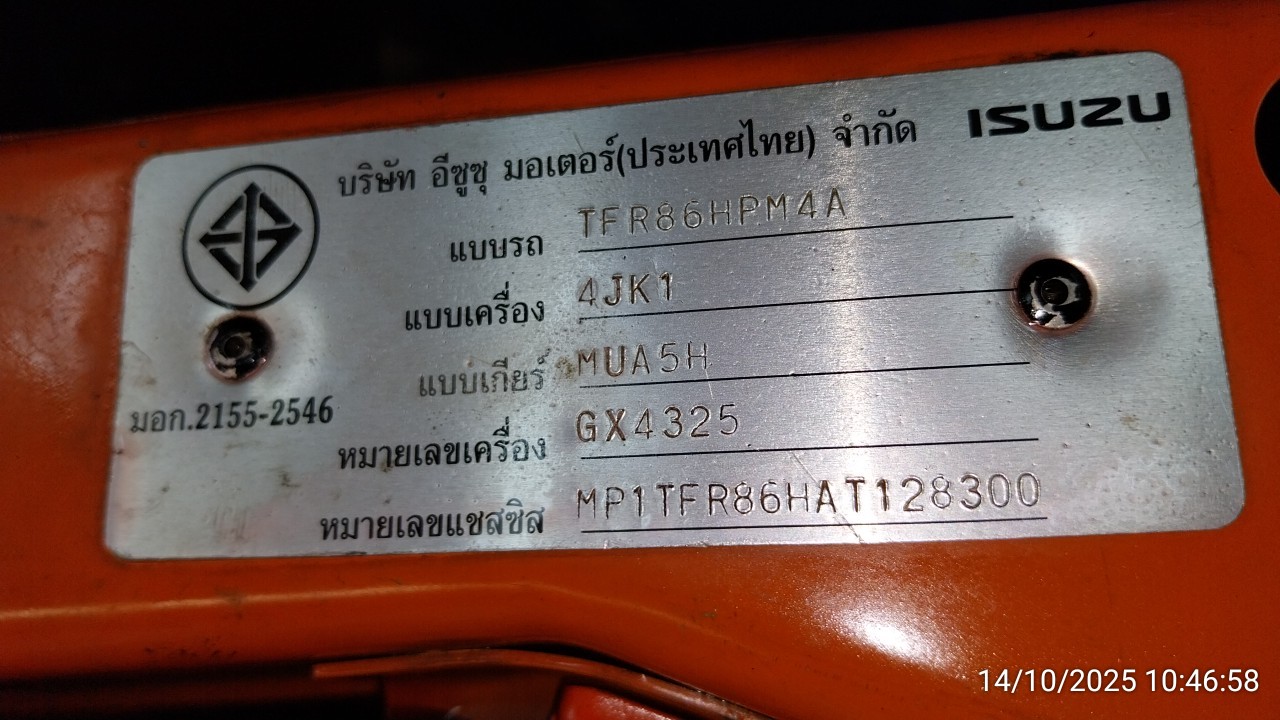 บริษัท อีซูซุ มอเตอร์(ประเทศไทย) จำกัด ISUZU
แบบรถ TFR86HPM4A
แบบเครื่อง 4JK1
แบบเกียร์ MUA5H
มอก.2155-2546
หมายเลขเครื่อง GX4325
หมายเลขแชสซิส MP1TFR86HAT128300
14/10/2025 10:46:58